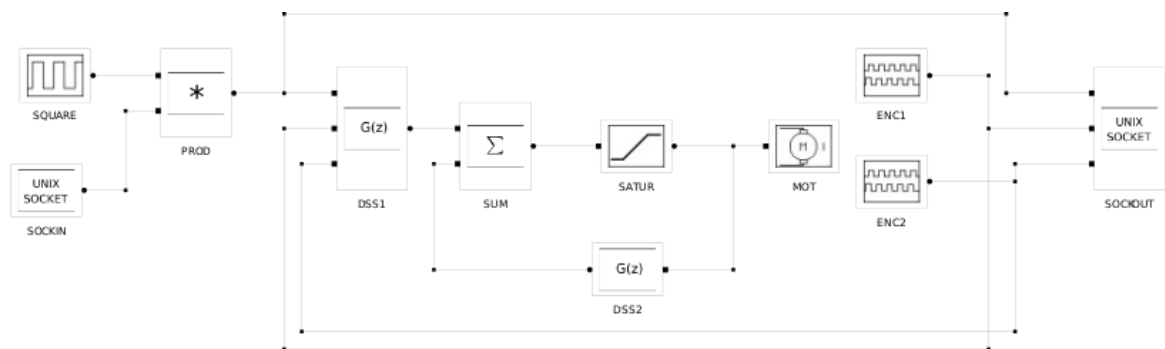 SQUARE
*
PROD
UNIX
SOCKET
SOCKIN
G(z)
DSS1
Σ
SUM
SATUR
M
MOT
G(z)
DSS2
ENC1
ENC2
UNIX
SOCKET
SOCKOUT